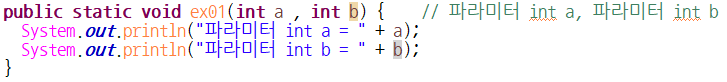 public static void ex01(int a , int b) {    // 파라미터 int a, 파라미터 int b
  System.out.println("파라미터 int a = " + a);
  System.out.println("파라미터 int b = " + b);
}